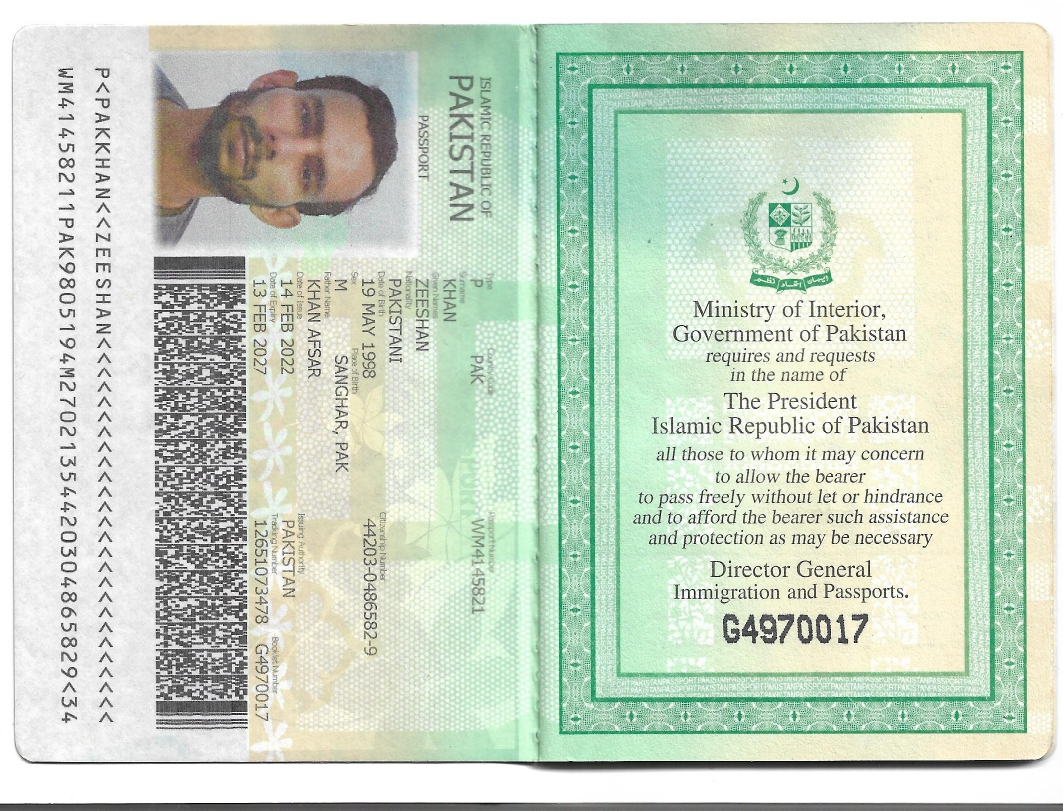 ISLAMIC REPUBLIC OF
PAKISTAN
PASSPORT
Type
P
Country Code
PAK
Passport Number
WM4145821
Surname
KHAN
Given Names
ZEESHAN
Nationality
PAKISTANI
Date of Birth
19 MAY 1998
Citizenship Number
44203-0486582-9
Sex
M
Place of Birth
SANGHAR, PAK
Father Name
KHAN AFSAR
Date of Issue
14 FEB 2022
Issuing Authority
PAKISTAN
Date of Expiry
13 FEB 2027
Tracking Number
12651073478
Booklet Number
G4970017
P<PAKKHAN<<ZEESHAN<<<<<<<<<<<<<<<<<<<<<<<<<<
WM41458211PAK9805194M27021354420304865829<34
ایمان اتحاد نظم
Ministry of Interior,
Government of Pakistan
requires and requests
in the name of
The President
Islamic Republic of Pakistan
all those to whom it may concern
to allow the bearer
to pass freely without let or hindrance
and to afford the bearer such assistance
and protection as may be necessary
Director General
Immigration and Passports.
G4970017